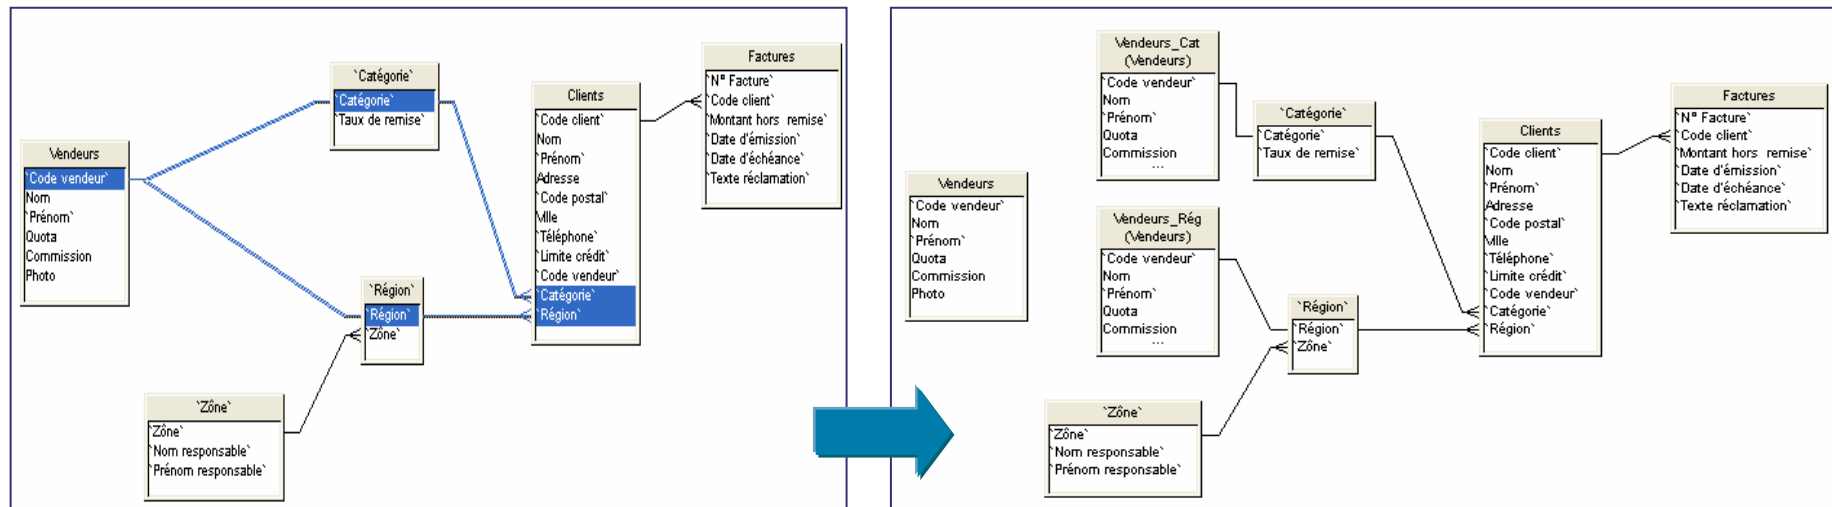 Vendeurs
`Code vendeur`
Nom
`Prénom`
Quota
Commission
Photo
`Catégorie`
`Catégorie`
`Taux de remise`
`Région`
`Région`
`Zône`
`Zône`
`Zône`
`Nom responsable`
`Prénom responsable`
Clients
`Code client`
Nom
`Prénom`
Adresse
`Code postal`
Ville
`Téléphone`
`Limite crédit`
`Code vendeur`
`Catégorie`
`Région`
Factures
`N° Facture`
`Code client`
`Montant hors remise`
`Date d'émission`
`Date d'échéance`
`Texte réclamation`
Vendeurs
`Code vendeur`
Nom
`Prénom`
Quota
Commission
Photo
Vendeurs_Cat
(Vendeurs)
`Code vendeur`
Nom
`Prénom`
Quota
Commission
...
Vendeurs_Rég
(Vendeurs)
`Code vendeur`
Nom
`Prénom`
Quota
Commission
...
`Catégorie`
`Catégorie`
`Taux de remise`
`Région`
`Région`
`Zône`
`Zône`
`Zône`
`Nom responsable`
`Prénom responsable`
Clients
`Code client`
Nom
`Prénom`
Adresse
`Code postal`
Ville
`Téléphone`
`Limite crédit`
`Code vendeur`
`Catégorie`
`Région`
Factures
`N° Facture`
`Code client`
`Montant hors remise`
`Date d'émission`
`Date d'échéance`
`Texte réclamation`